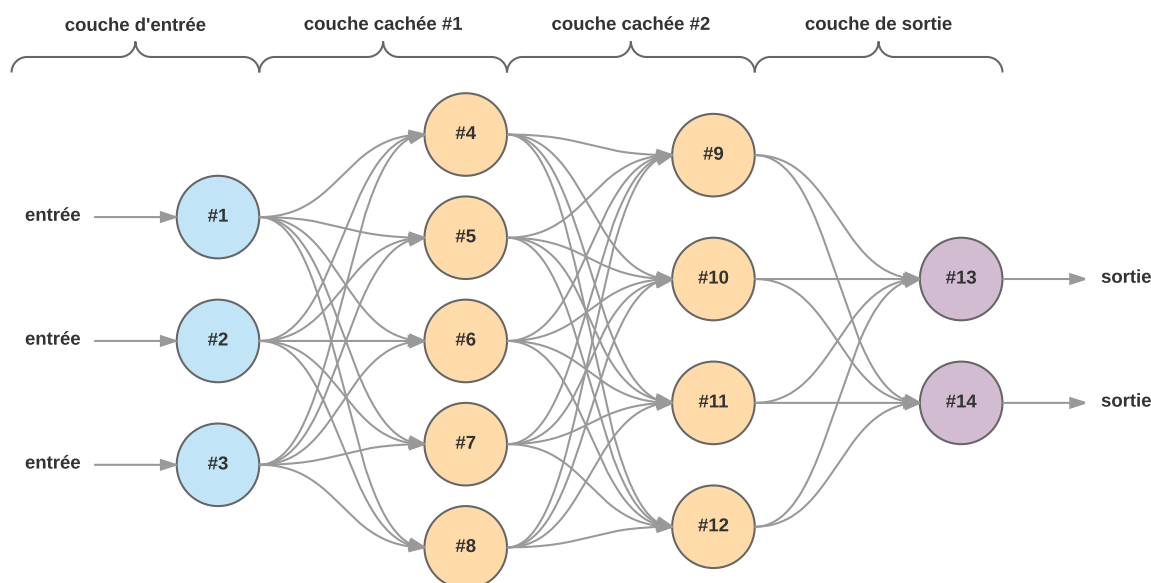 couche d'entrée
couche cachée #1
couche cachée #2
couche de sortie
entrée
entrée
entrée
#1
#2
#3
#4
#5
#6
#7
#8
#9
#10
#11
#12
#13
#14
sortie
sortie